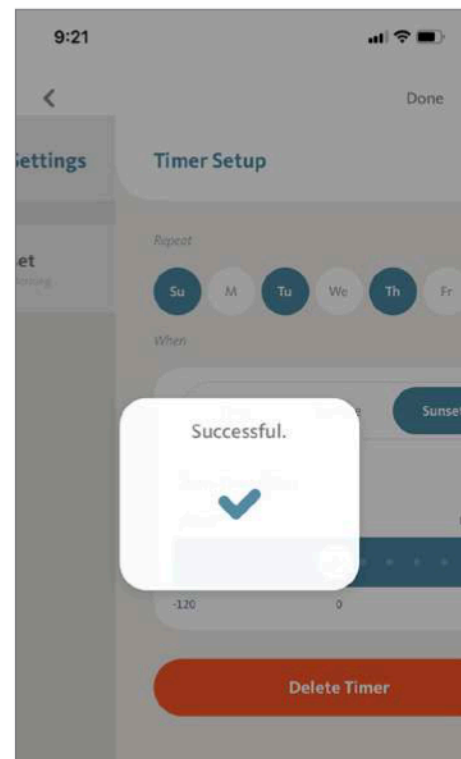 9:21
Done
Settings
Timer Setup
Repeat
et
Su M Tu We Th Fr
When
Sunset
Successful.
-120 0
Delete Timer